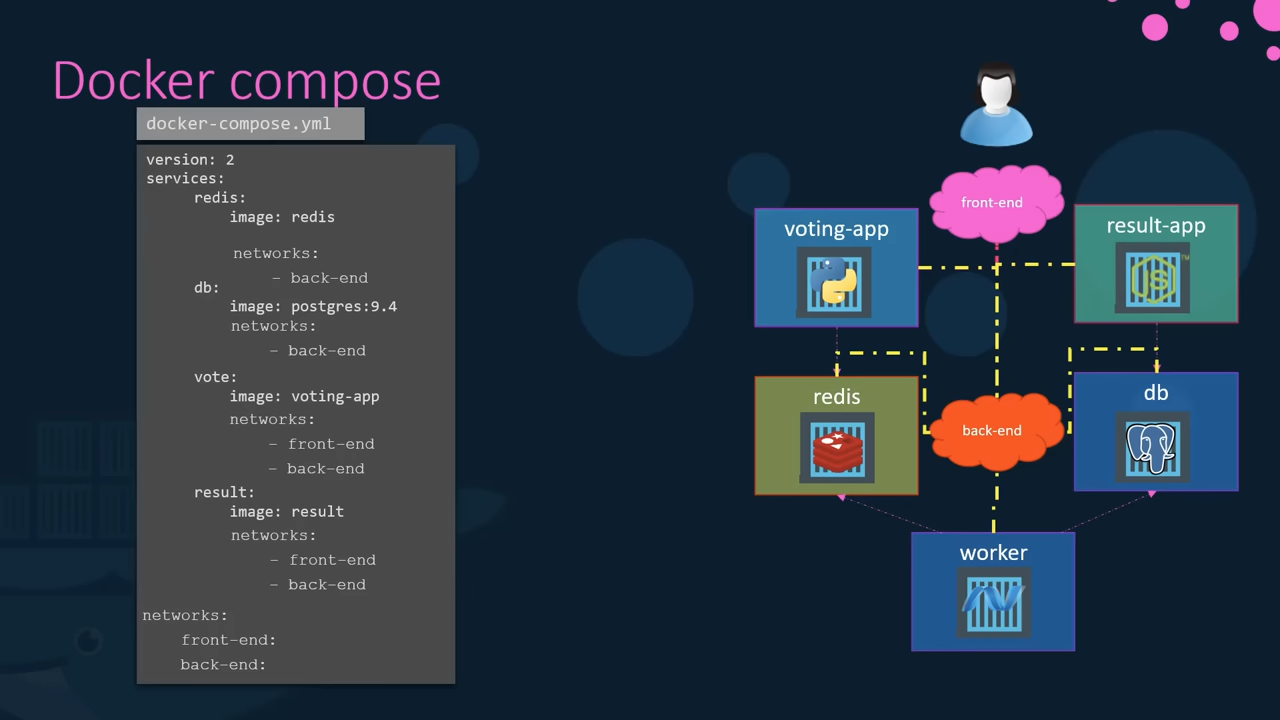 Docker compose
docker-compose.yml
version: 2
services:
redis:
image: redis
networks:
- back-end
db:
image: postgres:9.4
networks:
- back-end
vote:
image: voting-app
networks:
- front-end
- back-end
result:
image: result
networks:
- front-end
- back-end
networks:
front-end:
back-end:
front-end
voting-app
result-app
JS
TM
redis
back-end
db
worker